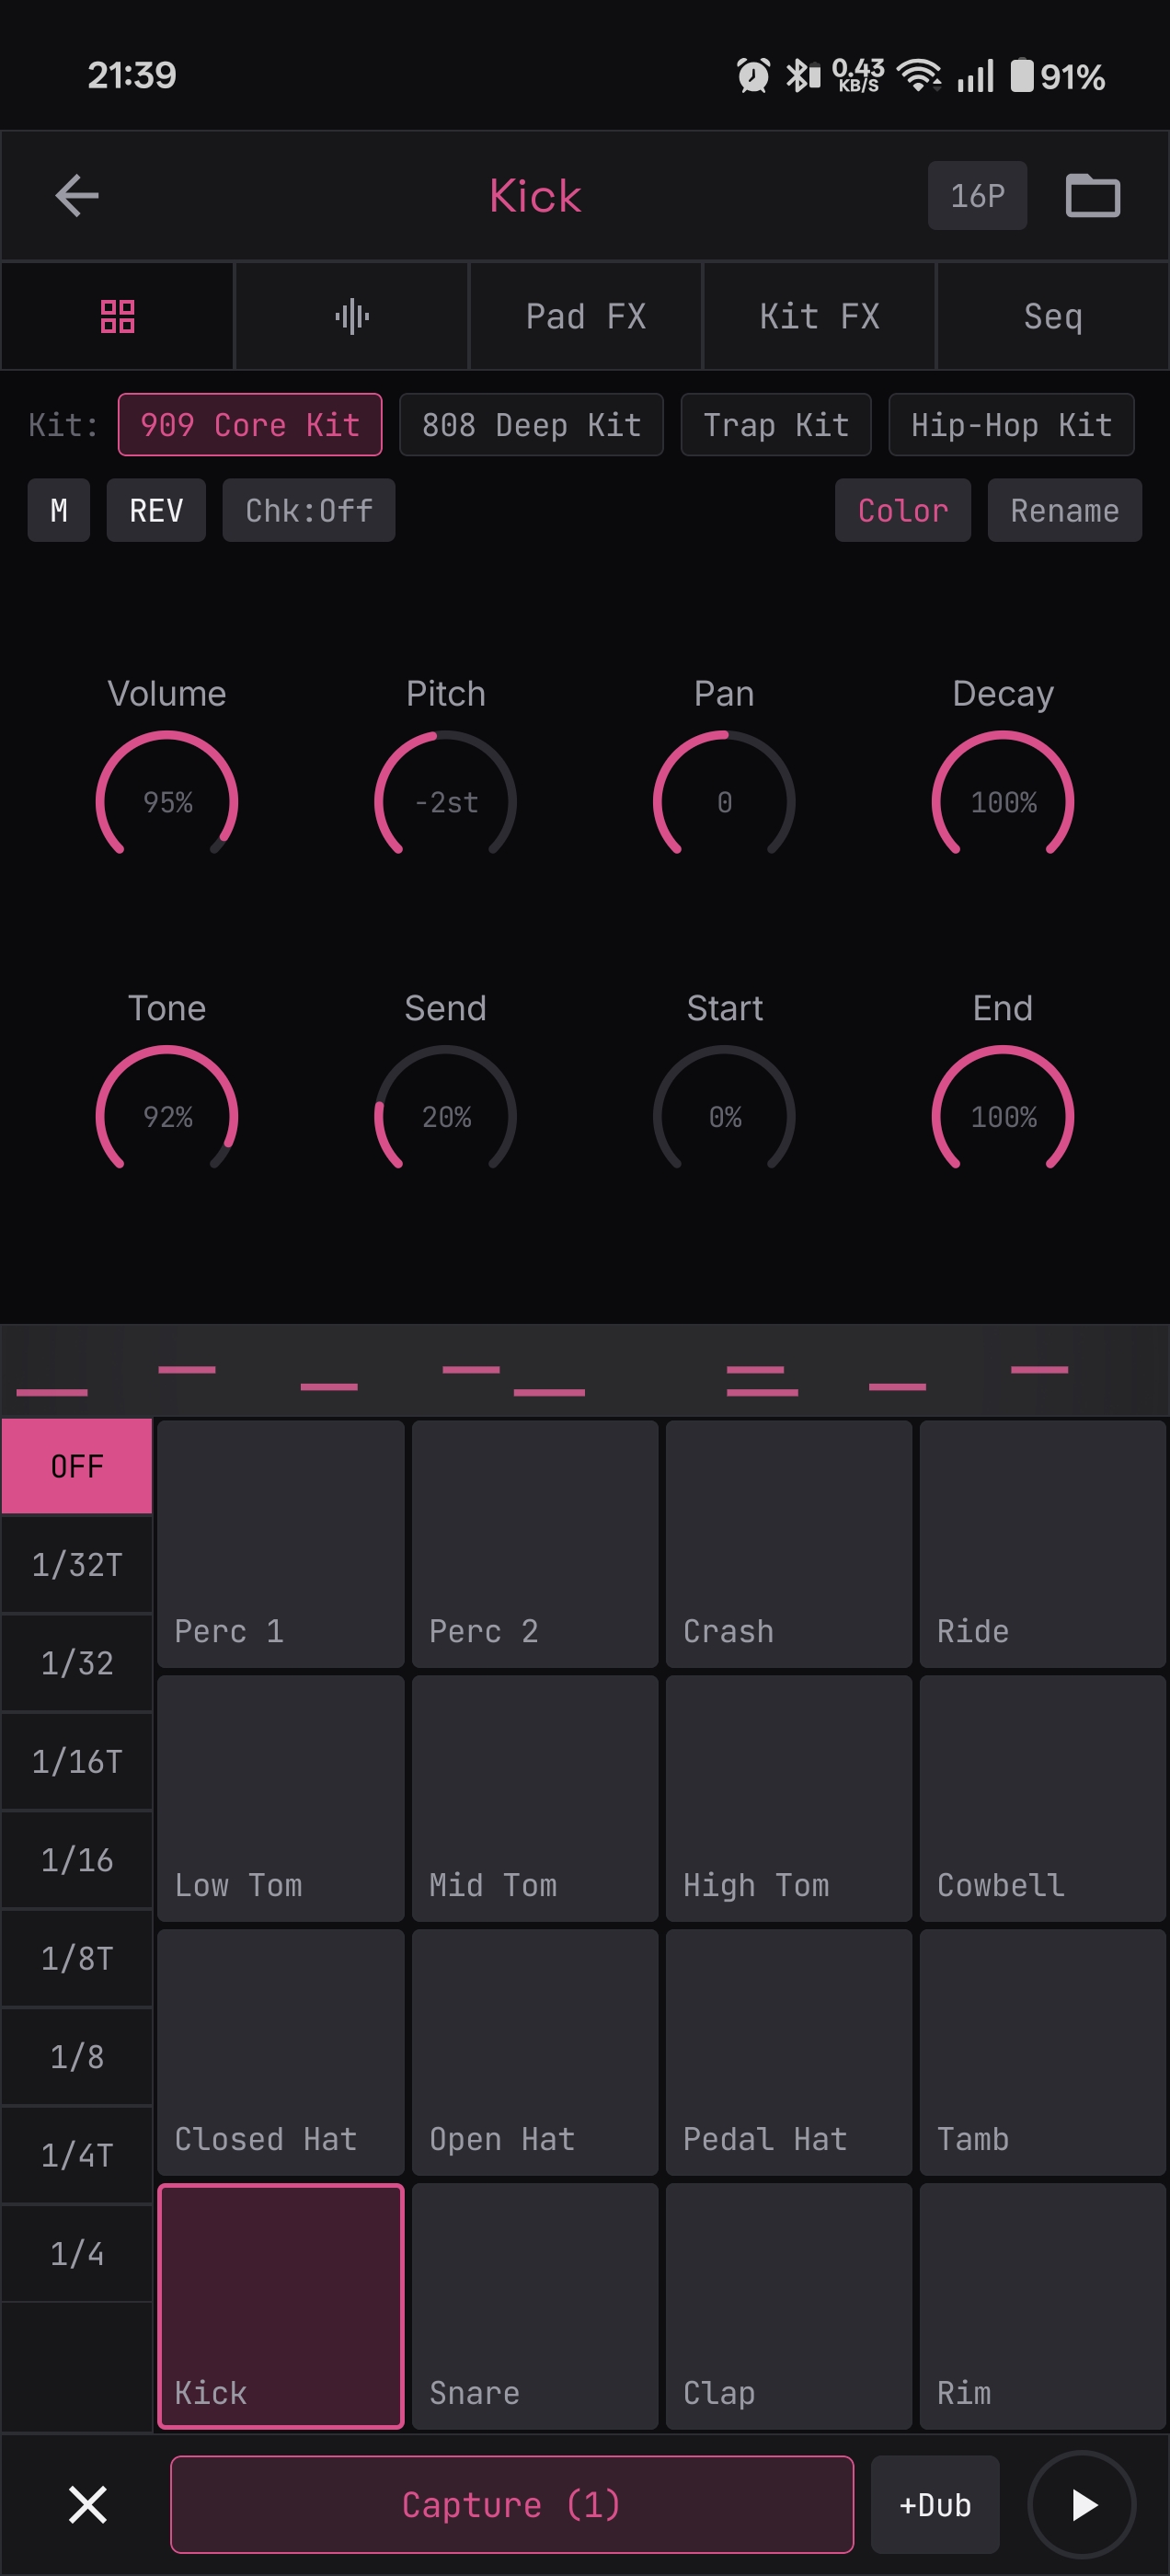 21:39 0.43 KB/S 91%
Kick 16P
Pad FX Kit FX Seq
Kit: 909 Core Kit 808 Deep Kit Trap Kit Hip-Hop Kit
M REV Chk:Off Color Rename
Volume Pitch Pan Decay
95% -2st 0 100%
Tone Send Start End
92% 20% 0% 100%
OFF
1/32T
Perc 1 Perc 2 Crash Ride
1/32
1/16T
1/16
Low Tom Mid Tom High Tom Cowbell
1/8T
1/8
Closed Hat Open Hat Pedal Hat Tamb
1/4T
1/4
Kick Snare Clap Rim
Capture (1) +Dub